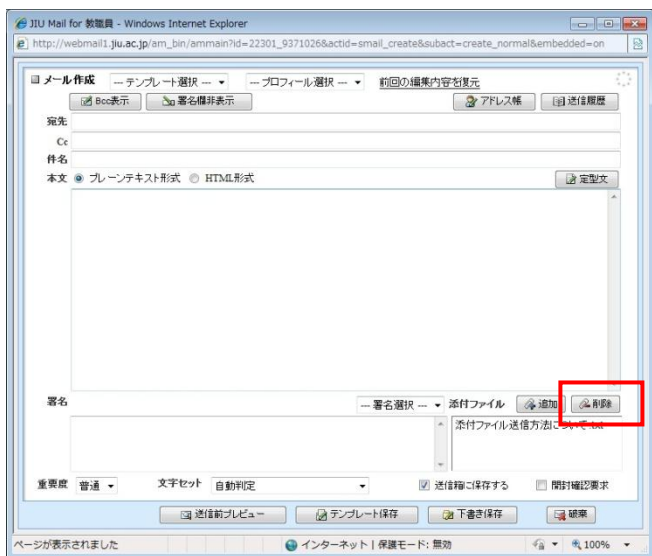 JIU Mail for 教職員 - Windows Internet Explorer
http://webmail1.jiu.ac.jp/am_bin/ammain?id=22301_9371026&actid=smail_create&subact=create_normal&embedded=on
メール作成 --- テンプレート選択 --- --- プロフィール選択 --- 前回の編集内容を復元
Bcc表示 署名欄非表示 アドレス帳 送信履歴
宛先
Cc
件名
本文 プレーンテキスト形式 HTML形式 定型文
署名 --- 署名選択 --- 添付ファイル 追加 削除
添付ファイル送信方法について.txt
重要度 普通 文字セット 自動判定 送信箱に保存する 開封確認要求
送信前プレビュー テンプレート保存 下書き保存 破棄
ページが表示されました インターネット | 保護モード: 無効 100%